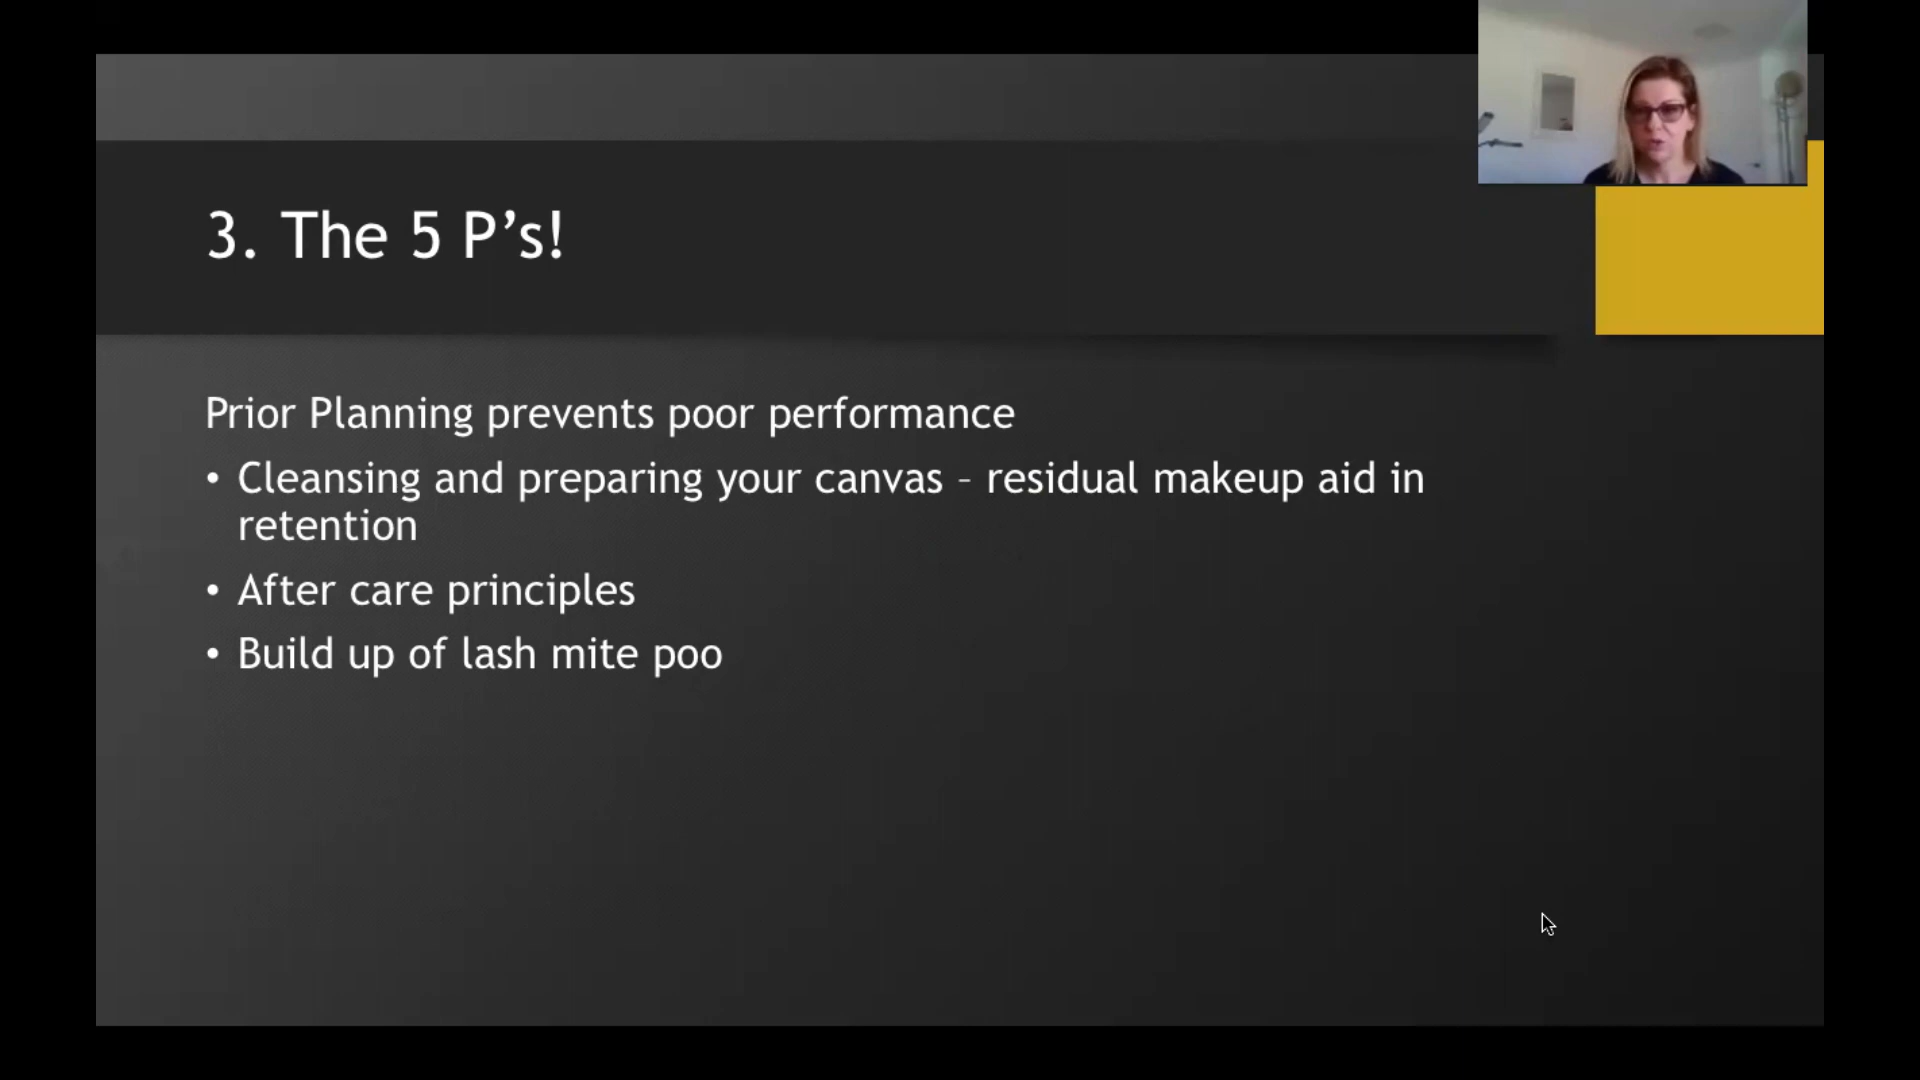 3. The 5 P’s!
Prior Planning prevents poor performance
• Cleansing and preparing your canvas – residual makeup aid in
retention
• After care principles
• Build up of lash mite poo